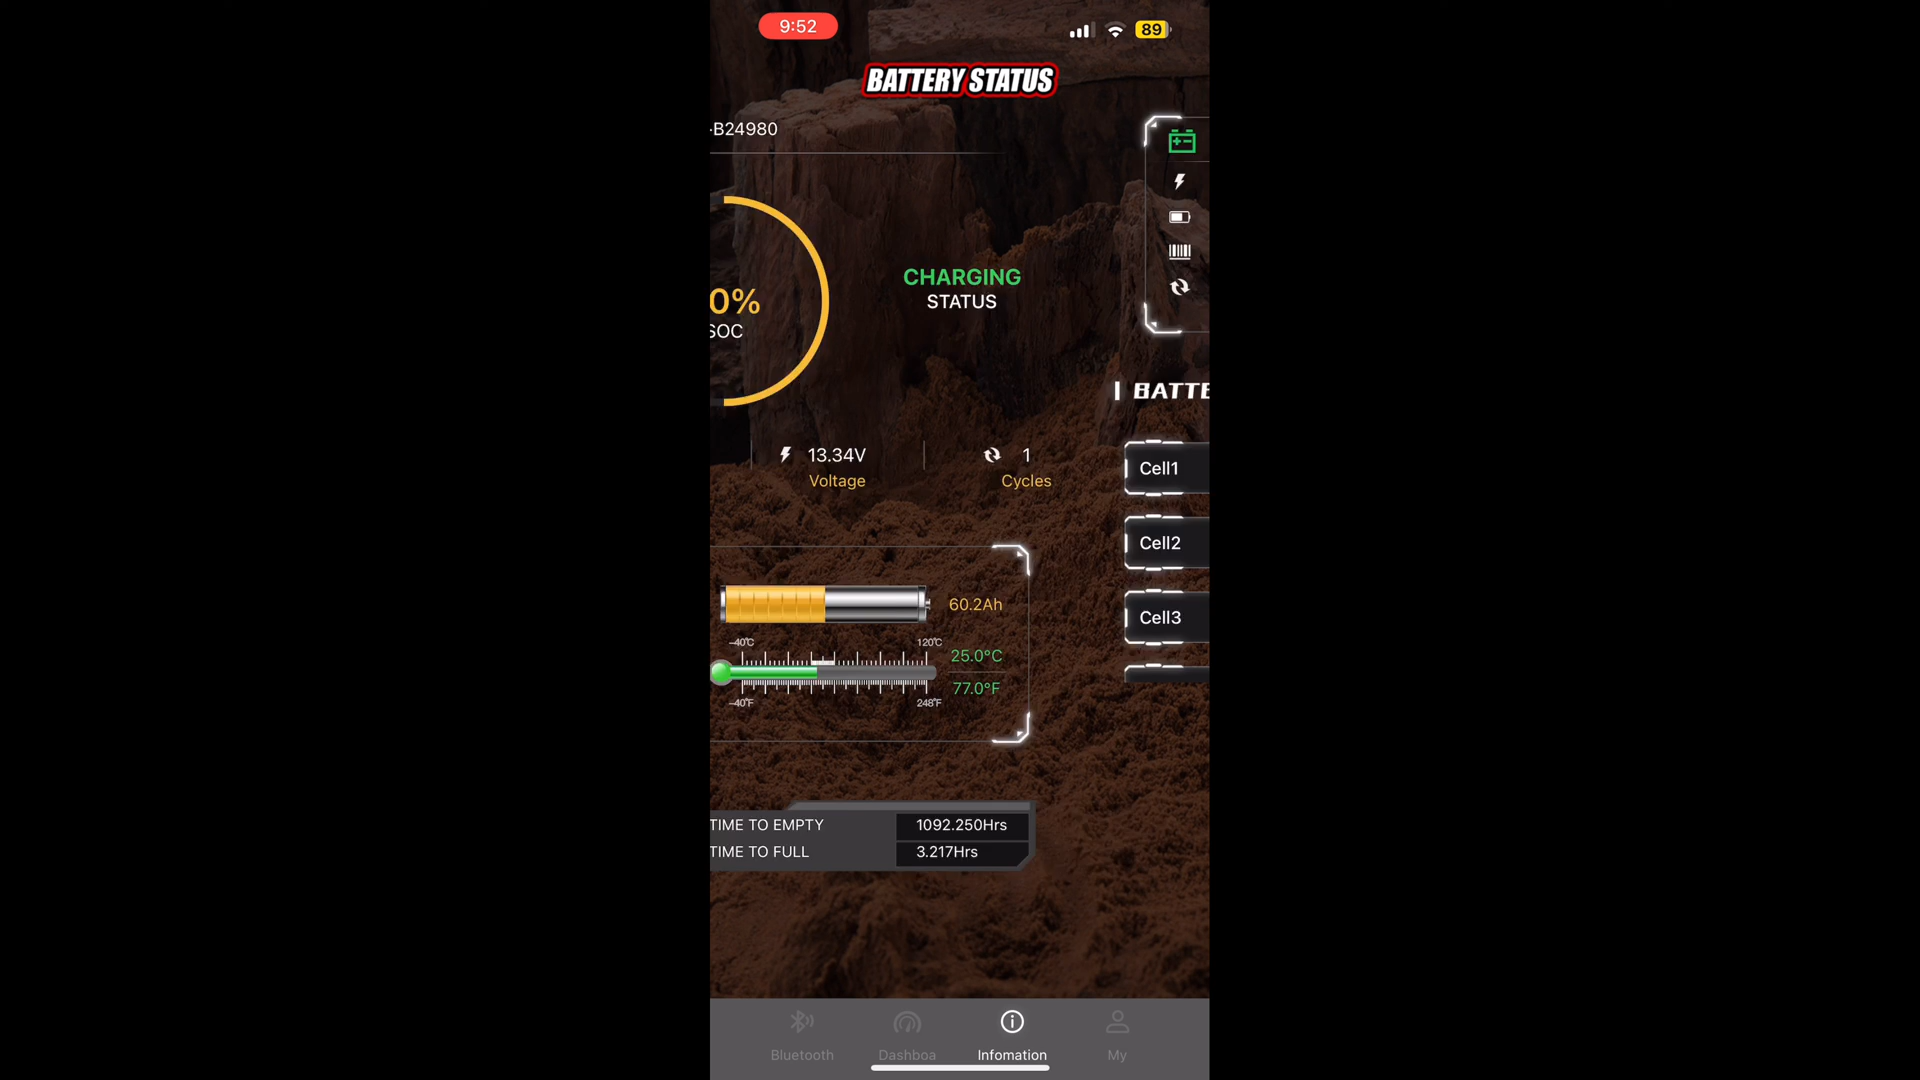 9:52
89
BATTERY STATUS
-B24980
0%
SOC
CHARGING
STATUS
13.34V
Voltage
1
Cycles
BATTE
Cell1
Cell2
Cell3
60.2Ah
-40℃
120℃
25.0°C
77.0°F
-40℉
248℉
TIME TO EMPTY
1092.250Hrs
TIME TO FULL
3.217Hrs
Bluetooth
Dashboa
Infomation
My